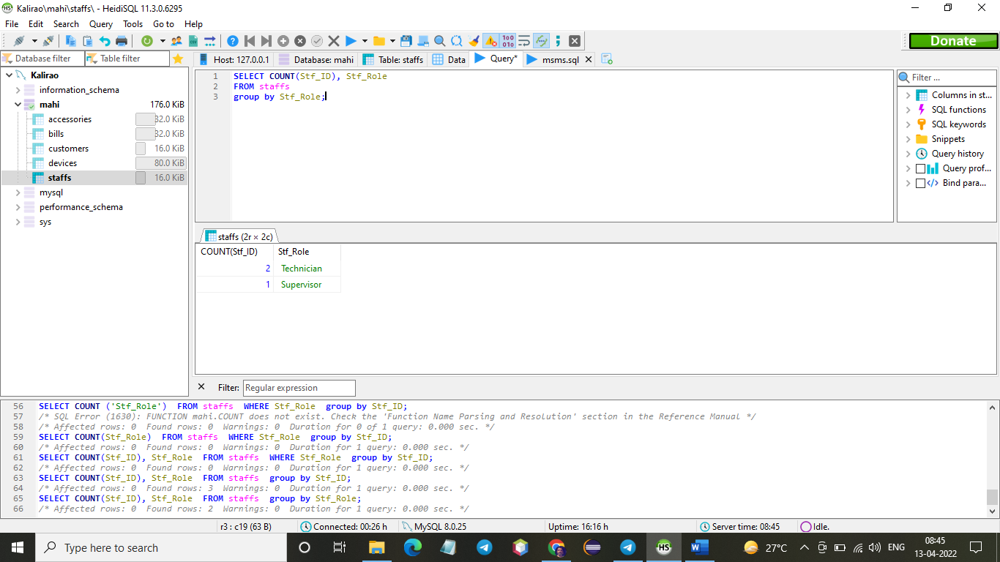 Kalirao\mahi\staffs\ - HeidiSQL 11.3.0.6295
File Edit Search Query Tools Go to Help
Donate
Database filter Table filter Host: 127.0.0.1 Database: mahi Table: staffs Data Query* msms.sql
Kalirao
information_schema
mahi 176.0 KiB
accessories 32.0 KiB
bills 32.0 KiB
customers 16.0 KiB
devices 80.0 KiB
staffs 16.0 KiB
mysql
performance_schema
sys
1 SELECT COUNT(Stf_ID), Stf_Role
2 FROM staffs
3 group by Stf_Role;
Filter ...
Columns in st...
SQL functions
SQL keywords
Snippets
Query history
Query prof...
Bind para...
staffs (2r × 2c)
COUNT(Stf_ID) Stf_Role
2 Technician
1 Supervisor
Filter: Regular expression
56 SELECT COUNT ('Stf_Role') FROM staffs WHERE Stf_Role group by Stf_ID;
57 /* SQL Error (1630): FUNCTION mahi.COUNT does not exist. Check the 'Function Name Parsing and Resolution' section in the Reference Manual */
58 /* Affected rows: 0 Found rows: 0 Warnings: 0 Duration for 0 of 1 query: 0.000 sec. */
59 SELECT COUNT(Stf_Role) FROM staffs WHERE Stf_Role group by Stf_ID;
60 /* Affected rows: 0 Found rows: 0 Warnings: 0 Duration for 1 query: 0.000 sec. */
61 SELECT COUNT(Stf_ID), Stf_Role FROM staffs WHERE Stf_Role group by Stf_ID;
62 /* Affected rows: 0 Found rows: 0 Warnings: 0 Duration for 1 query: 0.000 sec. */
63 SELECT COUNT(Stf_ID), Stf_Role FROM staffs group by Stf_ID;
64 /* Affected rows: 0 Found rows: 3 Warnings: 0 Duration for 1 query: 0.000 sec. */
65 SELECT COUNT(Stf_ID), Stf_Role FROM staffs group by Stf_Role;
66 /* Affected rows: 0 Found rows: 2 Warnings: 0 Duration for 1 query: 0.000 sec. */
r3 : c19 (63 B) Connected: 00:26 h MySQL 8.0.25 Uptime: 16:16 h Server time: 08:45 Idle.
Type here to search HS W 27°C ENG 08:45
13-04-2022